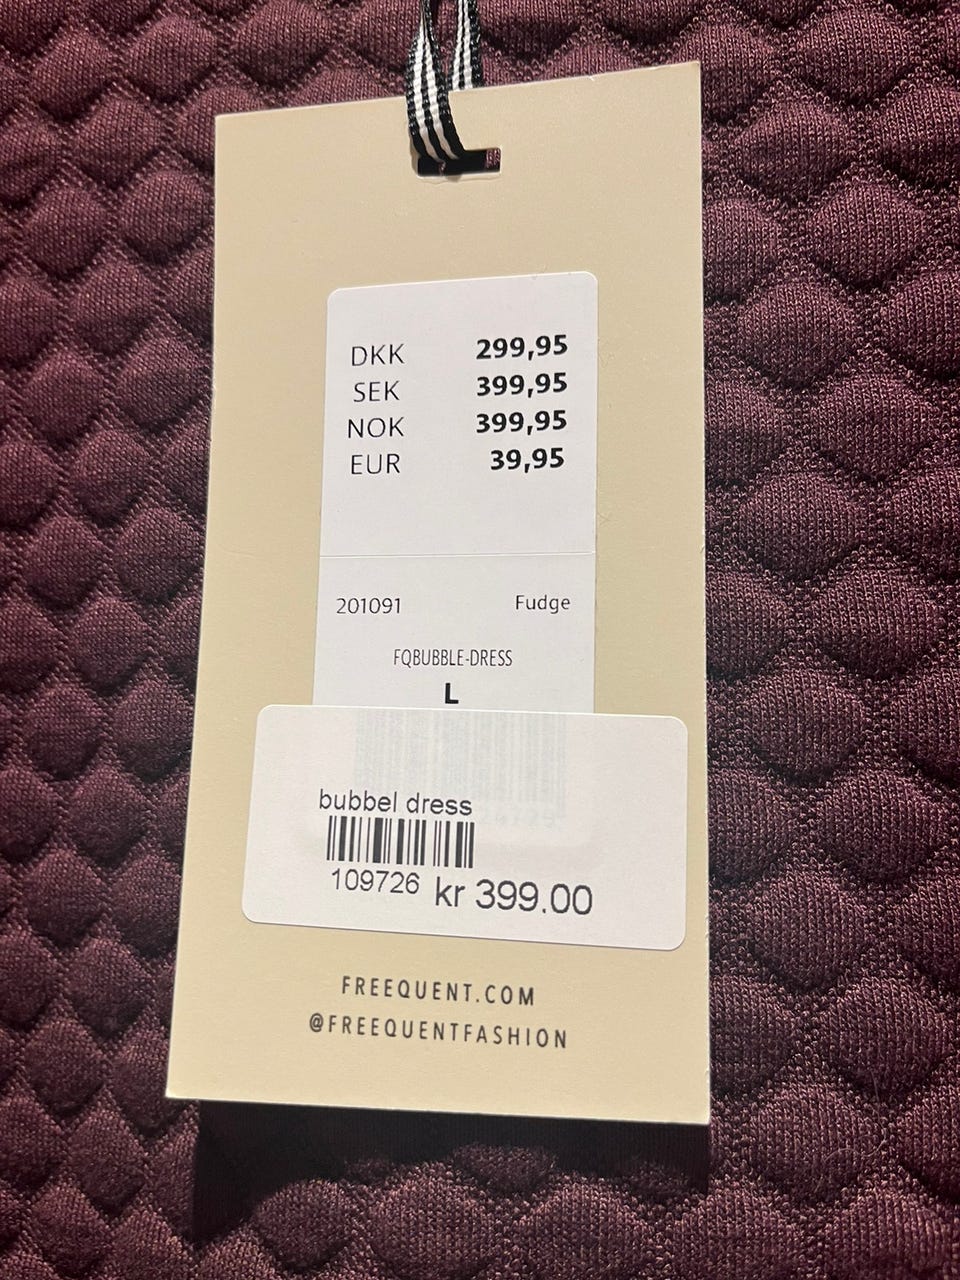 DKK 299,95
SEK 399,95
NOK 399,95
EUR 39,95
201091 Fudge
FQBUBBLE-DRESS
L
bubbel dress
109726 kr 399.00
FREEQUENT.COM
@FREEQUENTFASHION